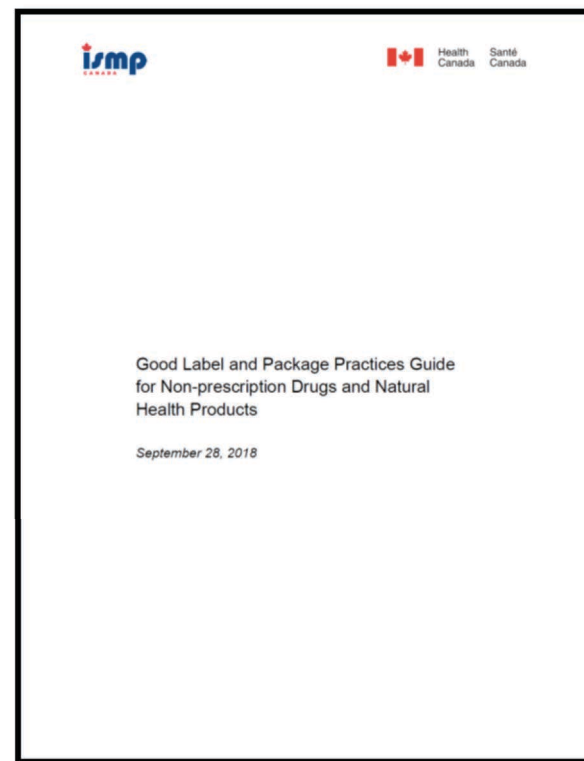 ismp
CANADA
Health Canada
Santé Canada
Good Label and Package Practices Guide
for Non-prescription Drugs and Natural
Health Products
September 28, 2018